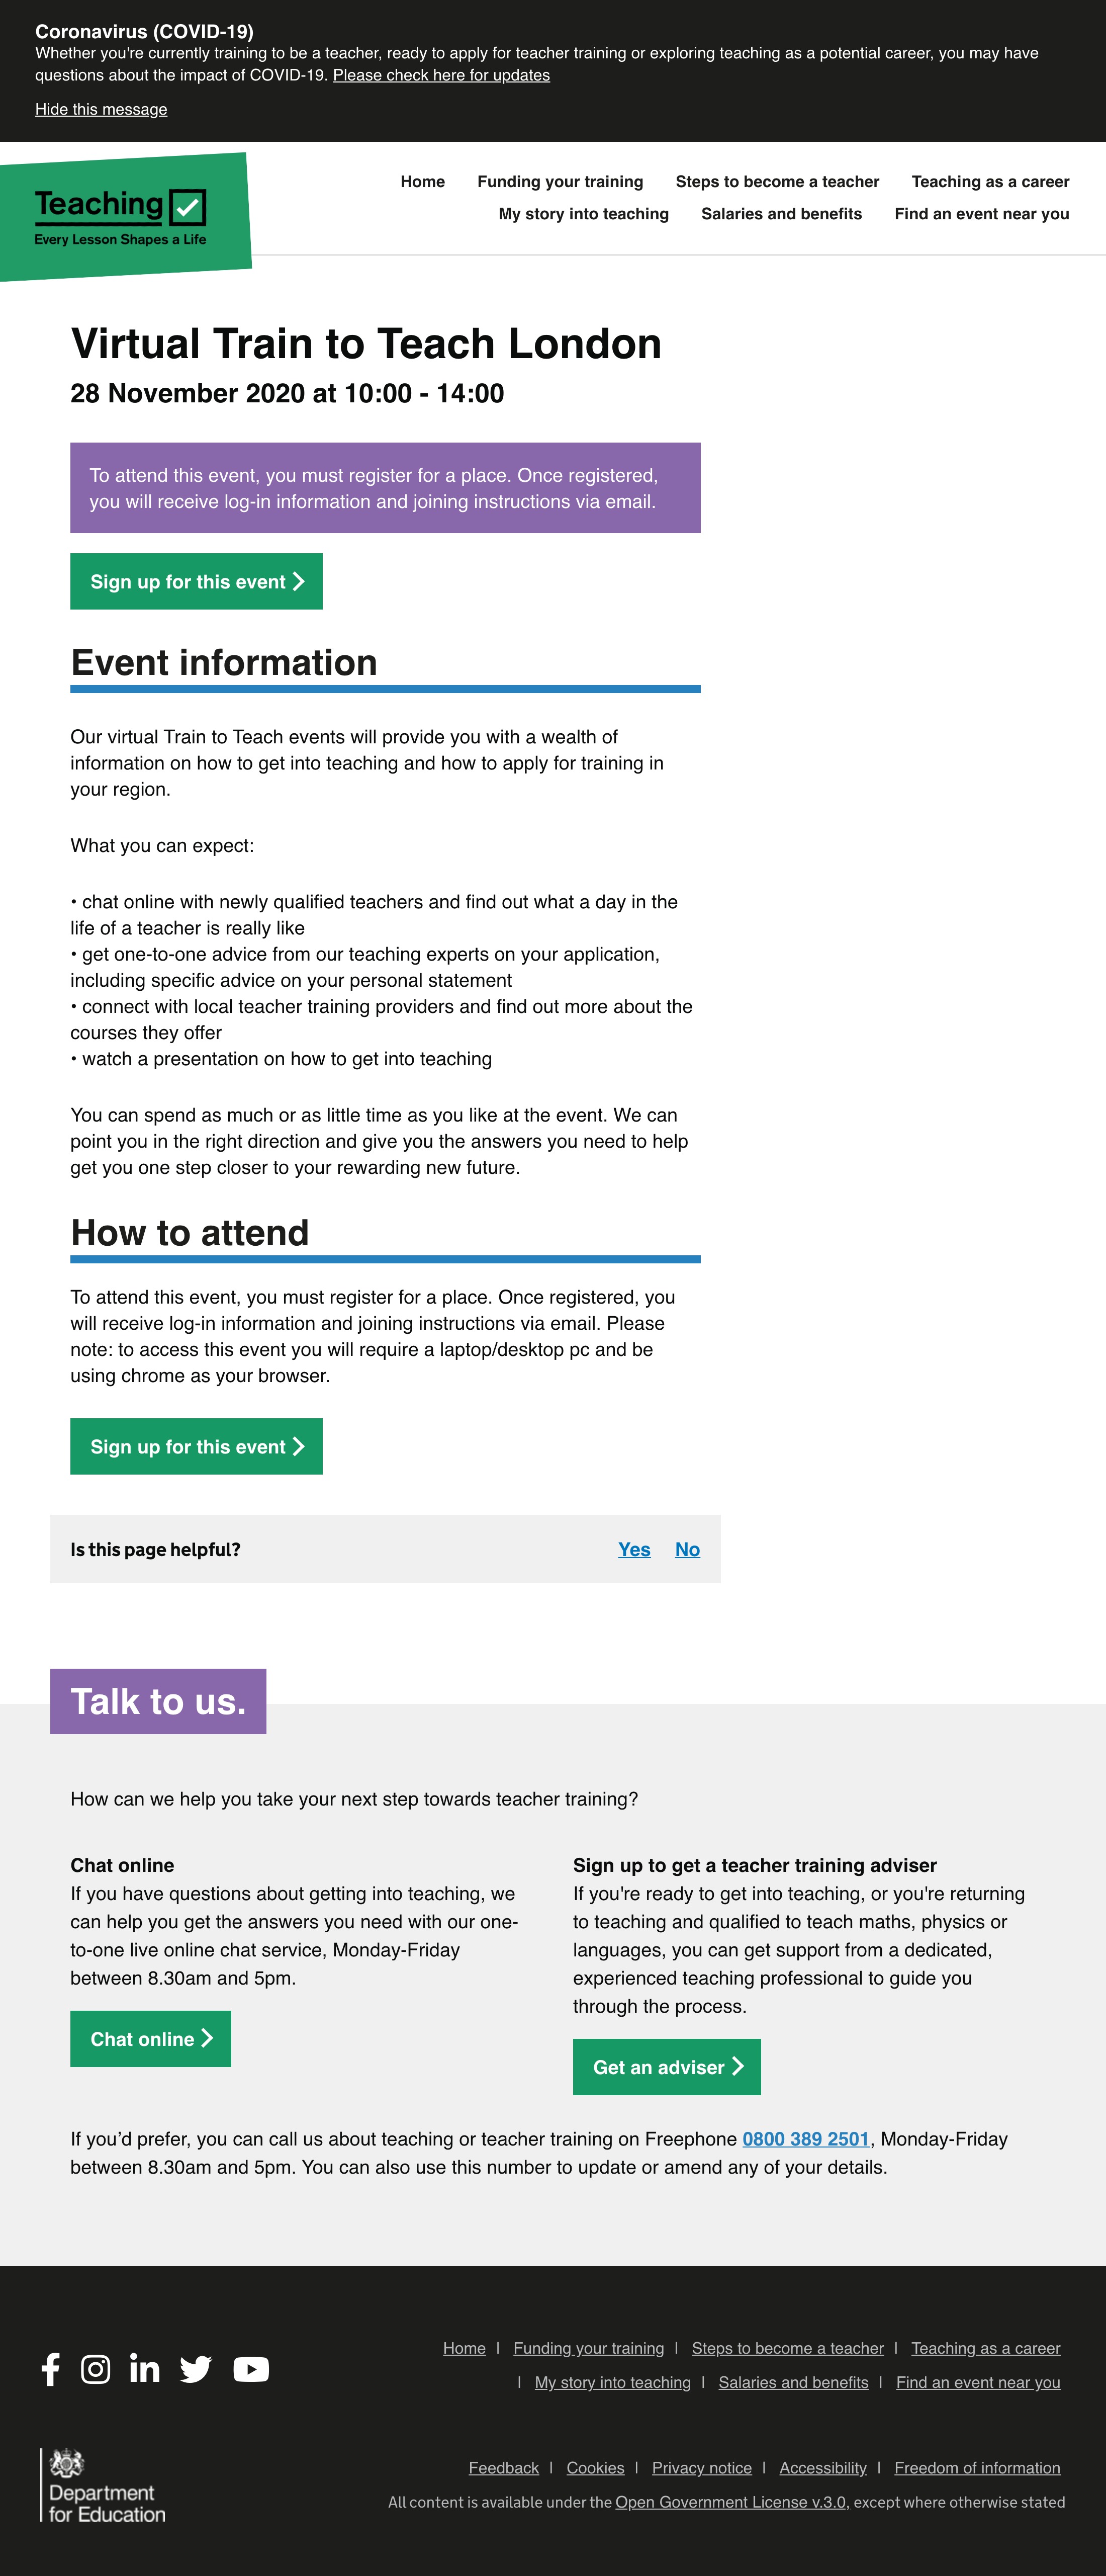 Coronavirus (COVID-19)
Whether you're currently training to be a teacher, ready to apply for teacher training or exploring teaching as a potential career, you may have
questions about the impact of COVID-19. Please check here for updates
Hide this message
Teaching
Every Lesson Shapes a Life
Home Funding your training Steps to become a teacher Teaching as a career
My story into teaching Salaries and benefits Find an event near you
Virtual Train to Teach London
28 November 2020 at 10:00 - 14:00
To attend this event, you must register for a place. Once registered,
you will receive log-in information and joining instructions via email.
Sign up for this event
Event information
Our virtual Train to Teach events will provide you with a wealth of
information on how to get into teaching and how to apply for training in
your region.
What you can expect:
• chat online with newly qualified teachers and find out what a day in the
life of a teacher is really like
• get one-to-one advice from our teaching experts on your application,
including specific advice on your personal statement
• connect with local teacher training providers and find out more about the
courses they offer
• watch a presentation on how to get into teaching
You can spend as much or as little time as you like at the event. We can
point you in the right direction and give you the answers you need to help
get you one step closer to your rewarding new future.
How to attend
To attend this event, you must register for a place. Once registered, you
will receive log-in information and joining instructions via email. Please
note: to access this event you will require a laptop/desktop pc and be
using chrome as your browser.
Sign up for this event
Is this page helpful? Yes No
Talk to us.
How can we help you take your next step towards teacher training?
Chat online
If you have questions about getting into teaching, we
can help you get the answers you need with our one-
to-one live online chat service, Monday-Friday
between 8.30am and 5pm.
Chat online
Sign up to get a teacher training adviser
If you're ready to get into teaching, or you're returning
to teaching and qualified to teach maths, physics or
languages, you can get support from a dedicated,
experienced teaching professional to guide you
through the process.
Get an adviser
If you’d prefer, you can call us about teaching or teacher training on Freephone 0800 389 2501, Monday-Friday
between 8.30am and 5pm. You can also use this number to update or amend any of your details.
Home | Funding your training | Steps to become a teacher | Teaching as a career
| My story into teaching | Salaries and benefits | Find an event near you
Department
for Education
Feedback | Cookies | Privacy notice | Accessibility | Freedom of information
All content is available under the Open Government License v.3.0, except where otherwise stated